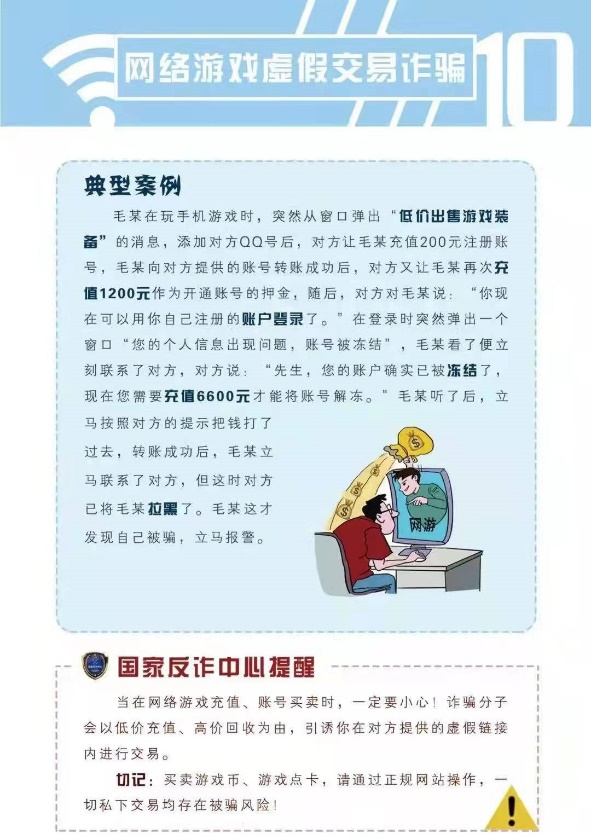 网络游戏虚假交易诈骗
10
典型案例
毛某在玩手机游戏时，突然从窗口弹出“低价出售游戏装
备”的消息，添加对方QQ号后，对方让毛某充值200元注册账
号，毛某向对方提供的账号转账成功后，对方又让毛某再次充
值1200元作为开通账号的押金，随后，对方对毛某说：“你现
在可以用你自己注册的账户登录了。”在登录时突然弹出一个
窗口“您的个人信息出现问题，账号被冻结”，毛某看了便立
刻联系了对方，对方说：“先生，您的账户确实已被冻结了，
现在您需要充值6600元才能将账号解冻。”毛某听了后，立
马按照对方的提示把钱打了
过去，转账成功后，毛某立
马联系了对方，但这时对方
已将毛某拉黑了。毛某这才
发现自己被骗，立马报警。
网游
国家反诈中心提醒
当在网络游戏充值、账号买卖时，一定要小心！诈骗分子
会以低价充值、高价回收为由，引诱你在对方提供的虚假链接
内进行交易。
切记：买卖游戏币、游戏点卡，请通过正规网站操作，一
切私下交易均存在被骗风险！